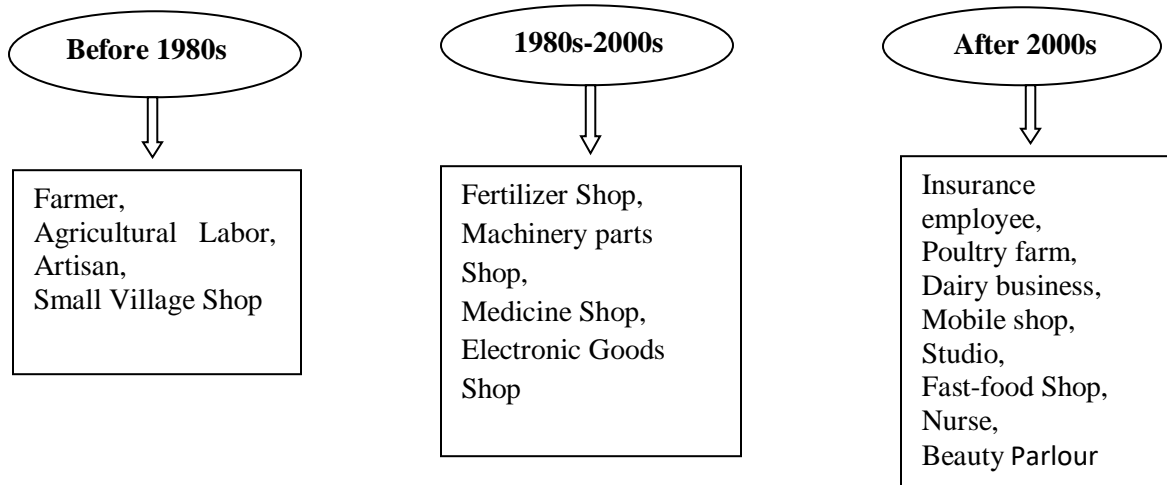 Before 1980s
Farmer,
Agricultural Labor,
Artisan,
Small Village Shop
1980s-2000s
Fertilizer Shop,
Machinery parts
Shop,
Medicine Shop,
Electronic Goods
Shop
After 2000s
Insurance
employee,
Poultry farm,
Dairy business,
Mobile shop,
Studio,
Fast-food Shop,
Nurse,
Beauty Parlour